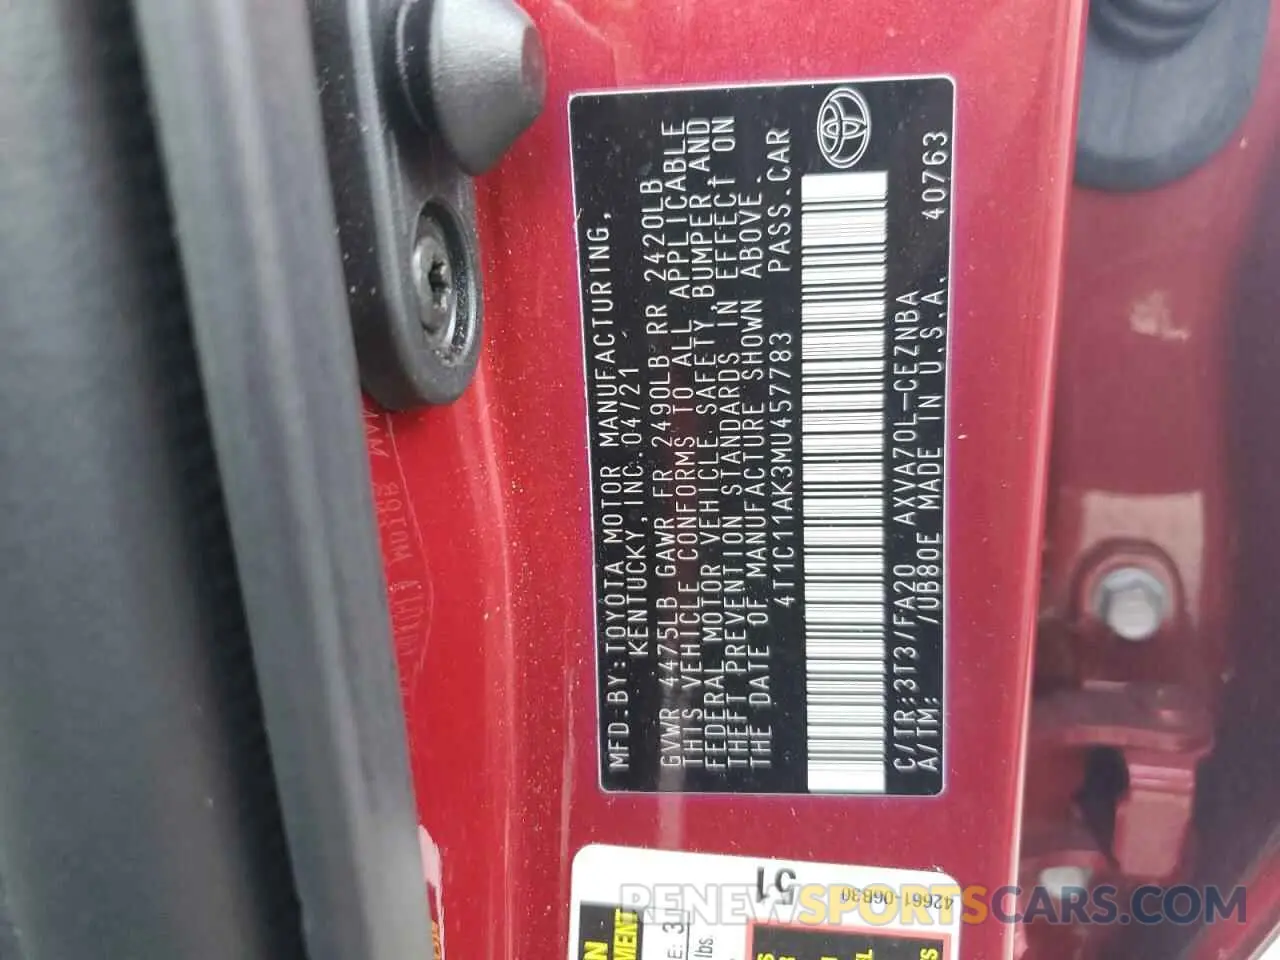 MFD.BY:TOYOTA MOTOR MANUFACTURING,
KENTUCKY,INC. 04/21
GVWR 4475LB GAWR FR 2490LB RR 2420LB
THIS VEHICLE CONFORMS TO ALL APPLICABLE
FEDERAL MOTOR VEHICLE SAFETY,BUMPER,AND
THEFT PREVENTION STANDARDS IN EFFECT ON
THE DATE OF MANUFACTURE SHOWN ABOVE.
4T1C11AK3MU457783 PASS.CAR
C/TR:3T3/FA20 AXVA70L-CEZNBA 40763
A/TM: /UB80E MADE IN U.S.A.
51
42661-06B30
RENEWSPORTSCARS.COM